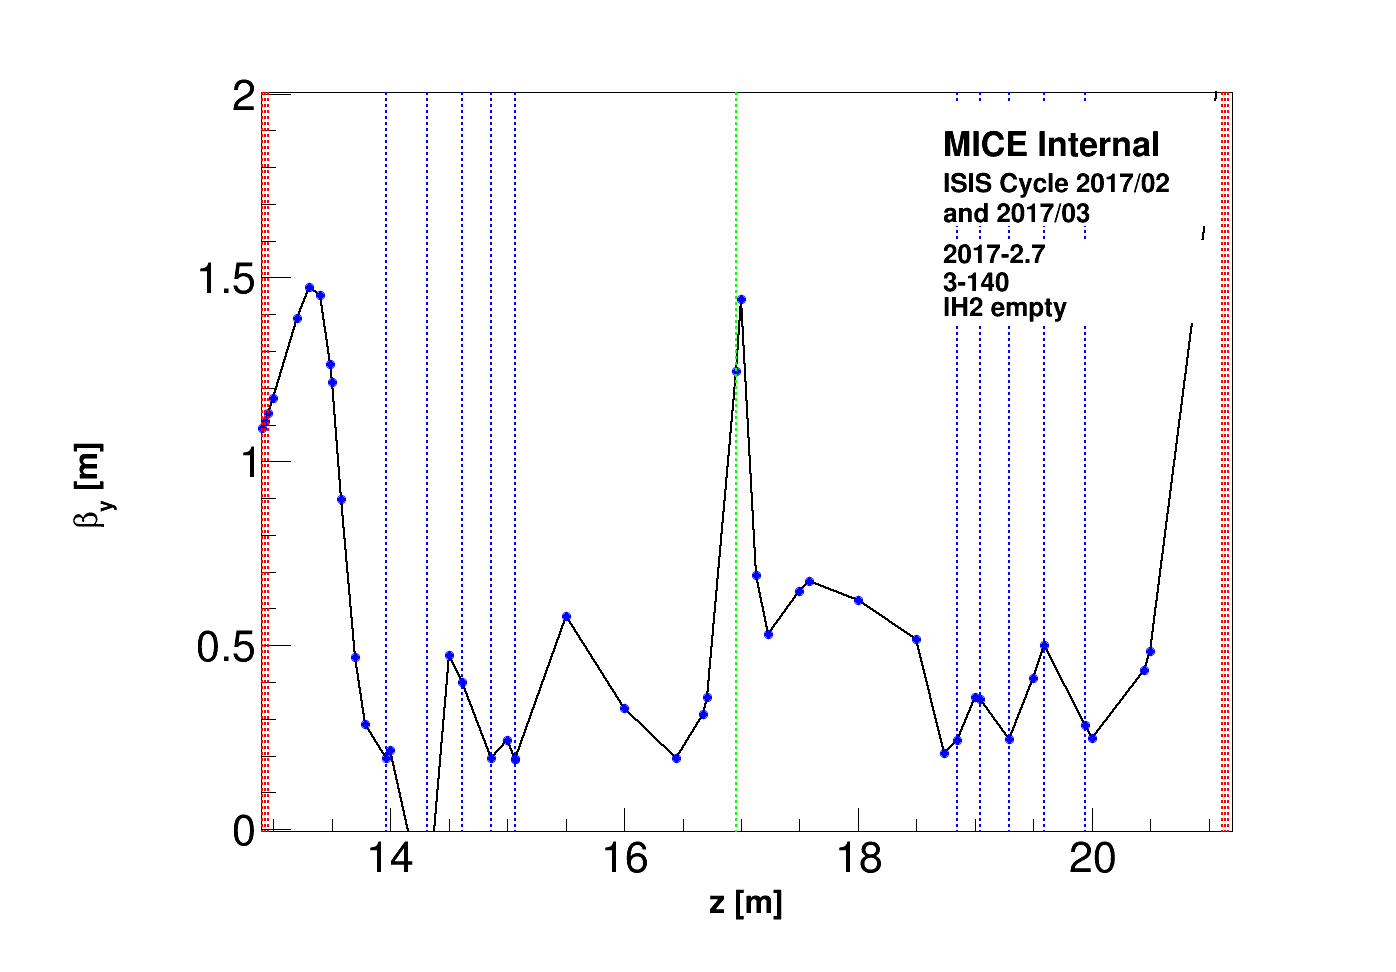 2
1.5
1
0.5
0
14
16
18
20
β_y [m]
z [m]
MICE Internal
ISIS Cycle 2017/02
and 2017/03
2017-2.7
3-140
lH2 empty